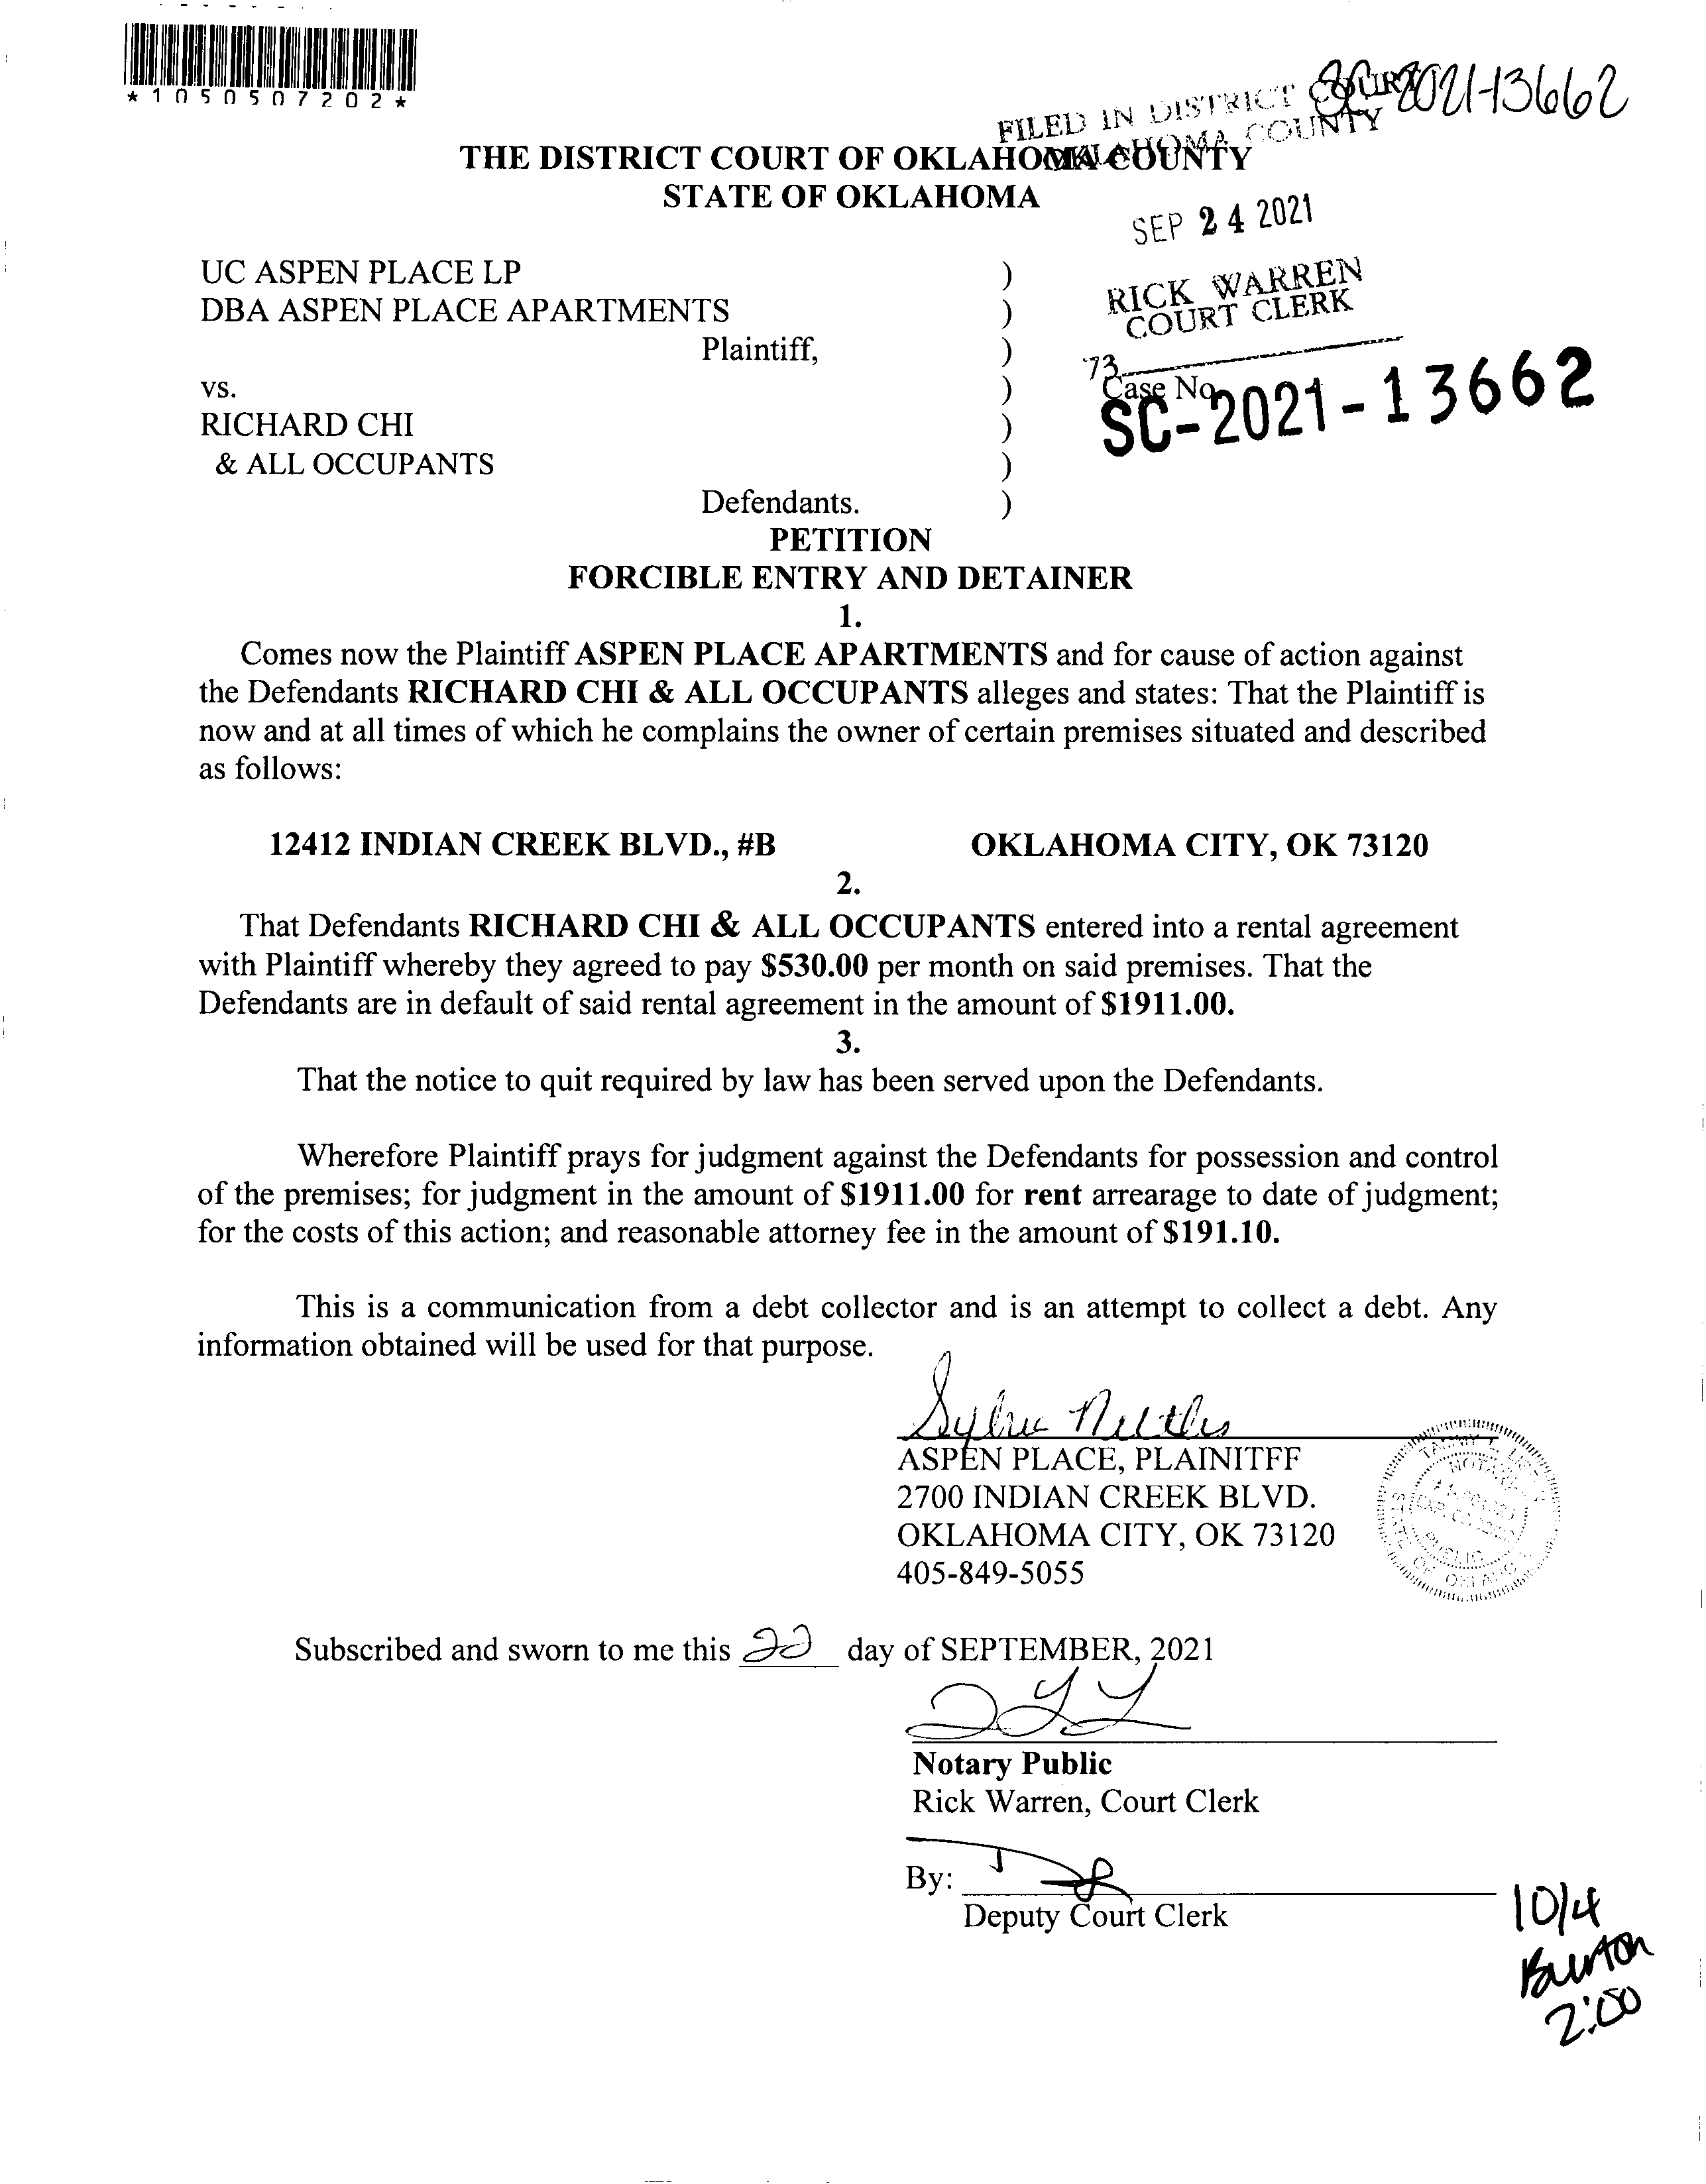 *1050507202*
SC-2021-13662
FILED IN DISTRICT COURT
OKLAHOMA COUNTY
THE DISTRICT COURT OF OKLAHOMA COUNTY
STATE OF OKLAHOMA
SEP 24 2021
UC ASPEN PLACE LP )
DBA ASPEN PLACE APARTMENTS )
RICK WARREN
COURT CLERK
Plaintiff, )
73
vs. ) Case No.
SC-2021-13662
RICHARD CHI )
& ALL OCCUPANTS )
Defendants. )
PETITION
FORCIBLE ENTRY AND DETAINER
1.
Comes now the Plaintiff ASPEN PLACE APARTMENTS and for cause of action against
the Defendants RICHARD CHI & ALL OCCUPANTS alleges and states: That the Plaintiff is
now and at all times of which he complains the owner of certain premises situated and described
as follows:
12412 INDIAN CREEK BLVD., #B OKLAHOMA CITY, OK 73120
2.
That Defendants RICHARD CHI & ALL OCCUPANTS entered into a rental agreement
with Plaintiff whereby they agreed to pay $530.00 per month on said premises. That the
Defendants are in default of said rental agreement in the amount of $1911.00.
3.
That the notice to quit required by law has been served upon the Defendants.
Wherefore Plaintiff prays for judgment against the Defendants for possession and control
of the premises; for judgment in the amount of $1911.00 for rent arrearage to date of judgment;
for the costs of this action; and reasonable attorney fee in the amount of $191.10.
This is a communication from a debt collector and is an attempt to collect a debt. Any
information obtained will be used for that purpose.
ASPEN PLACE, PLAINITFF
2700 INDIAN CREEK BLVD.
OKLAHOMA CITY, OK 73120
405-849-5055
NOTARY
PUBLIC
Subscribed and sworn to me this 22 day of SEPTEMBER, 2021
Notary Public
Rick Warren, Court Clerk
By:
Deputy Court Clerk
10/4
Burton
2:00